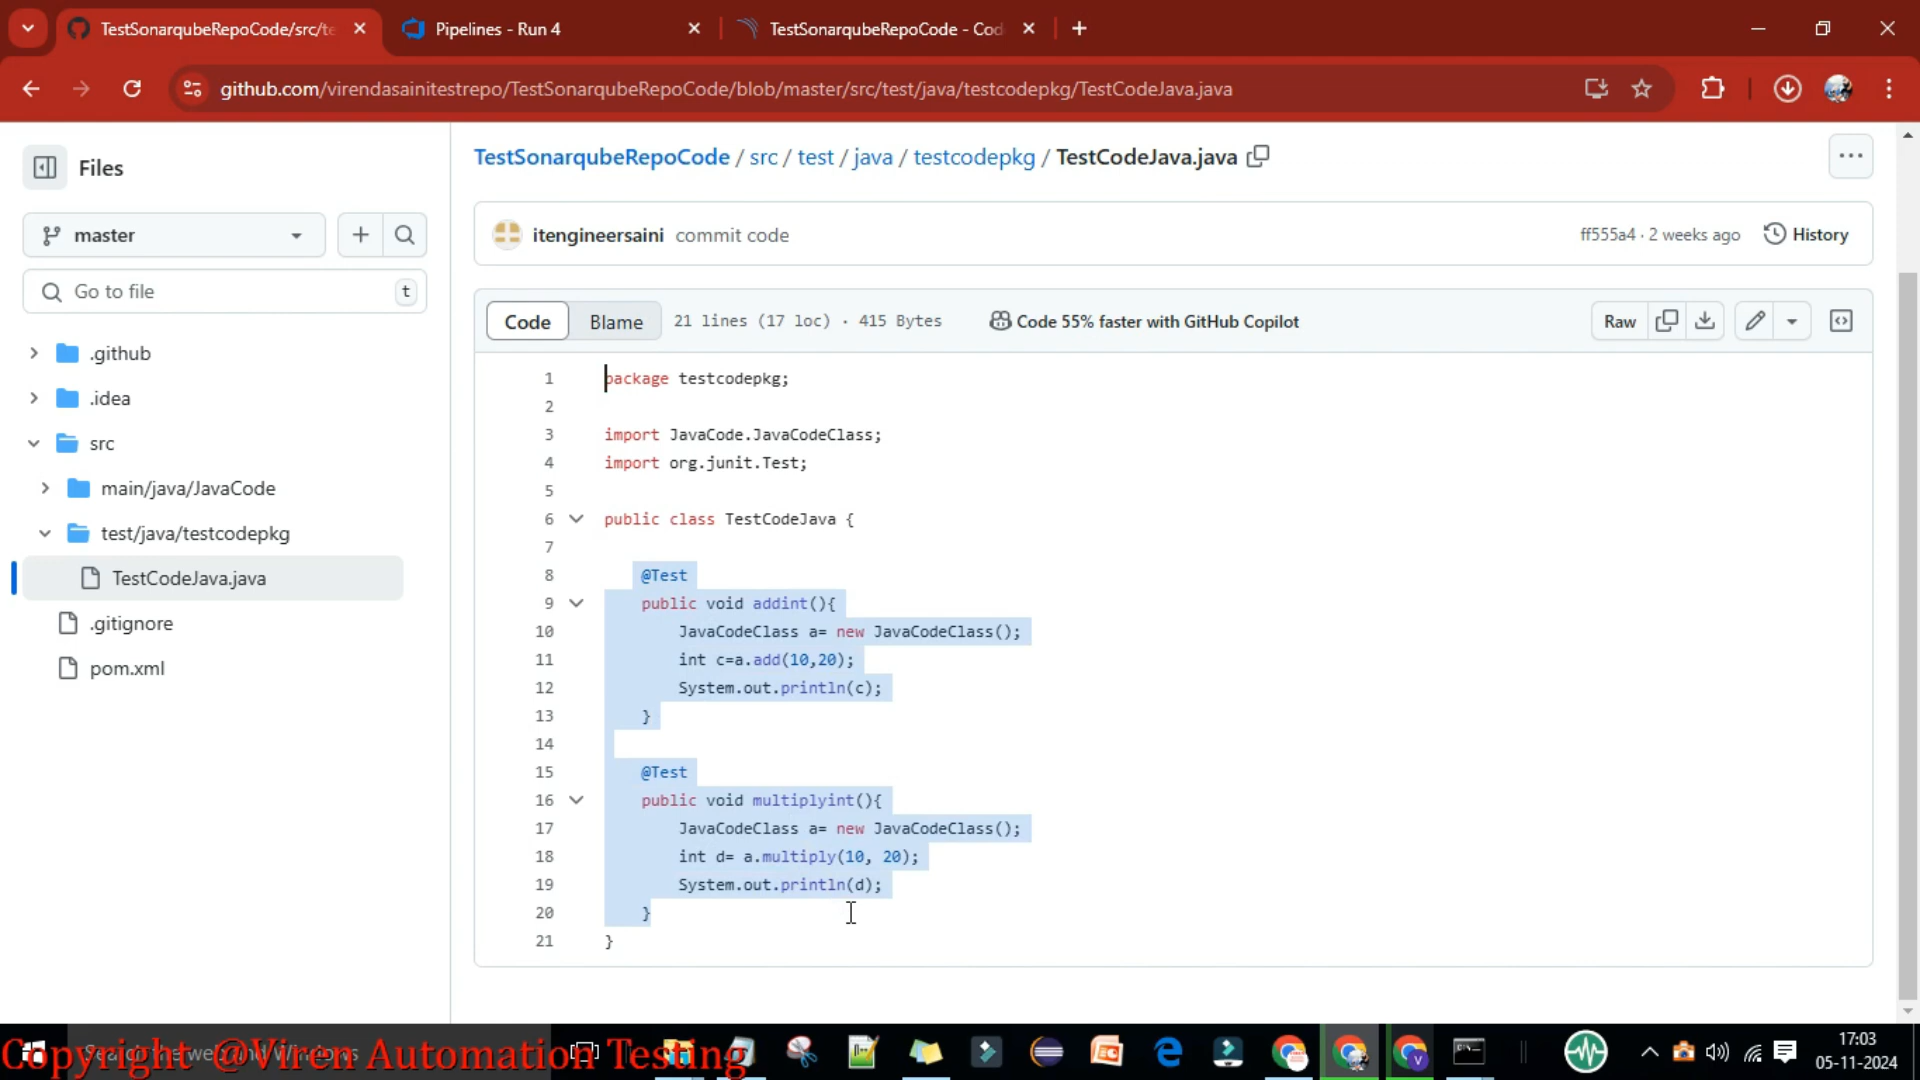 TestSonarqubeRepoCode/src/te
Pipelines - Run 4
TestSonarqubeRepoCode - Cod
github.com/virendasainitestrepo/TestSonarqubeRepoCode/blob/master/src/test/java/testcodepkg/TestCodeJava.java
Files
master
Go to file
t
.github
.idea
src
main/java/JavaCode
test/java/testcodepkg
TestCodeJava.java
.gitignore
pom.xml
TestSonarqubeRepoCode / src / test / java / testcodepkg / TestCodeJava.java
itengineersaini commit code
ff555a4 · 2 weeks ago
History
Code
Blame
21 lines (17 loc) · 415 Bytes
Code 55% faster with GitHub Copilot
Raw
1 package testcodepkg;
2
3 import JavaCode.JavaCodeClass;
4 import org.junit.Test;
5
6 public class TestCodeJava {
7
8 @Test
9 public void addint(){
10 JavaCodeClass a= new JavaCodeClass();
11 int c=a.add(10,20);
12 System.out.println(c);
13 }
14
15 @Test
16 public void multiplyint(){
17 JavaCodeClass a= new JavaCodeClass();
18 int d= a.multiply(10, 20);
19 System.out.println(d);
20 }
21 }
Search the web and Windows
Copyright @Viren Automation Testing
17:03
05-11-2024